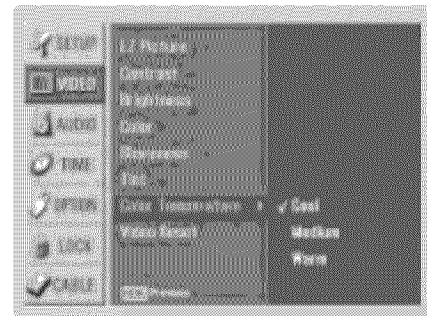 SETUP
VIDEO
AUDIO
TIME
OPTION
LOCK
CABLE
EZ Picture
Contrast
Brightness
Color
Sharpness
Tint
Color Temperature
Video Reset
Cool
Medium
Warm
Previous